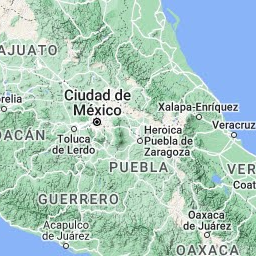 AJUATO
Ciudad de
México
Xalapa-Enríquez
orelia
Veracruz
OACÁN
Toluca
de Lerdo
Heroica
Puebla de
Zaragoza
PUEBLA
VER
Coat
GUERRERO
Oaxaca
de Juárez
Acapulco
de Juárez
OAXACA